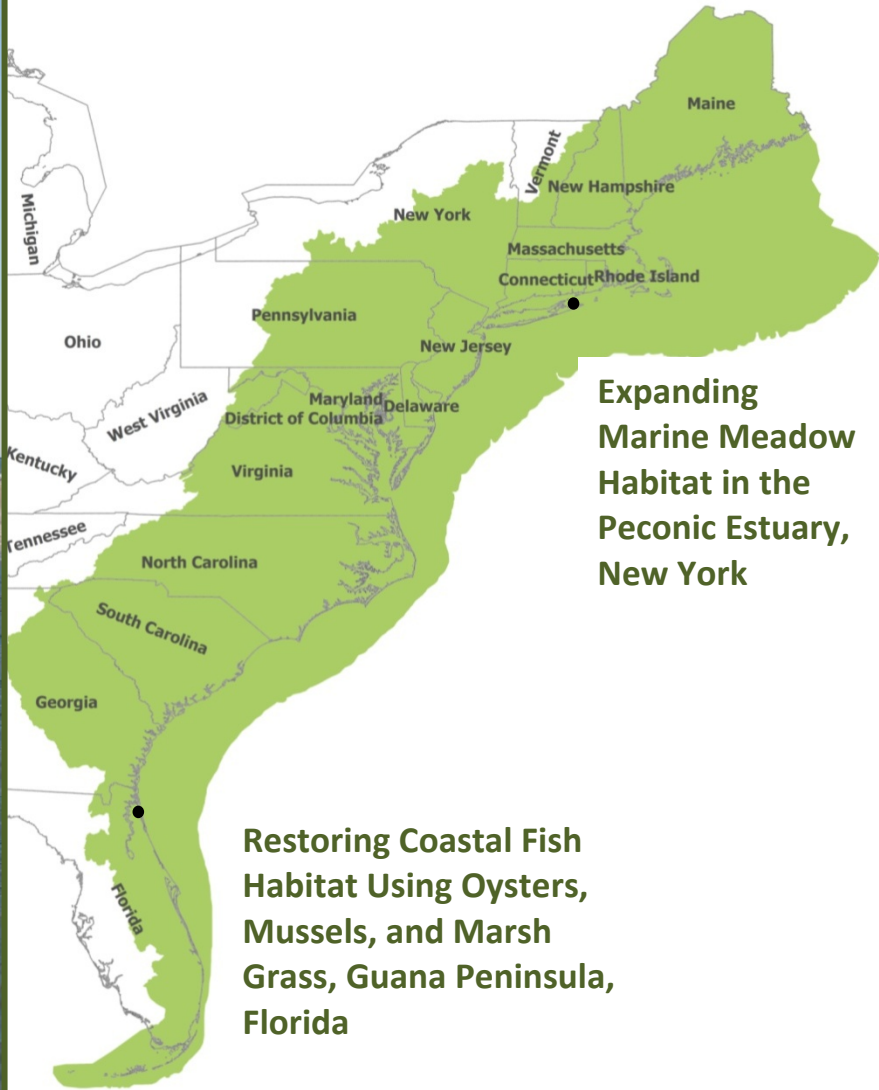 Maine
Vermont
New Hampshire
Michigan
New York
Massachusetts
Connecticut
Rhode Island
Pennsylvania
Ohio
New Jersey
Maryland
Delaware
West Virginia
District of Columbia
Kentucky
Virginia
Tennessee
North Carolina
South Carolina
Georgia
Florida
Expanding
Marine Meadow
Habitat in the
Peconic Estuary,
New York
Restoring Coastal Fish
Habitat Using Oysters,
Mussels, and Marsh
Grass, Guana Peninsula,
Florida